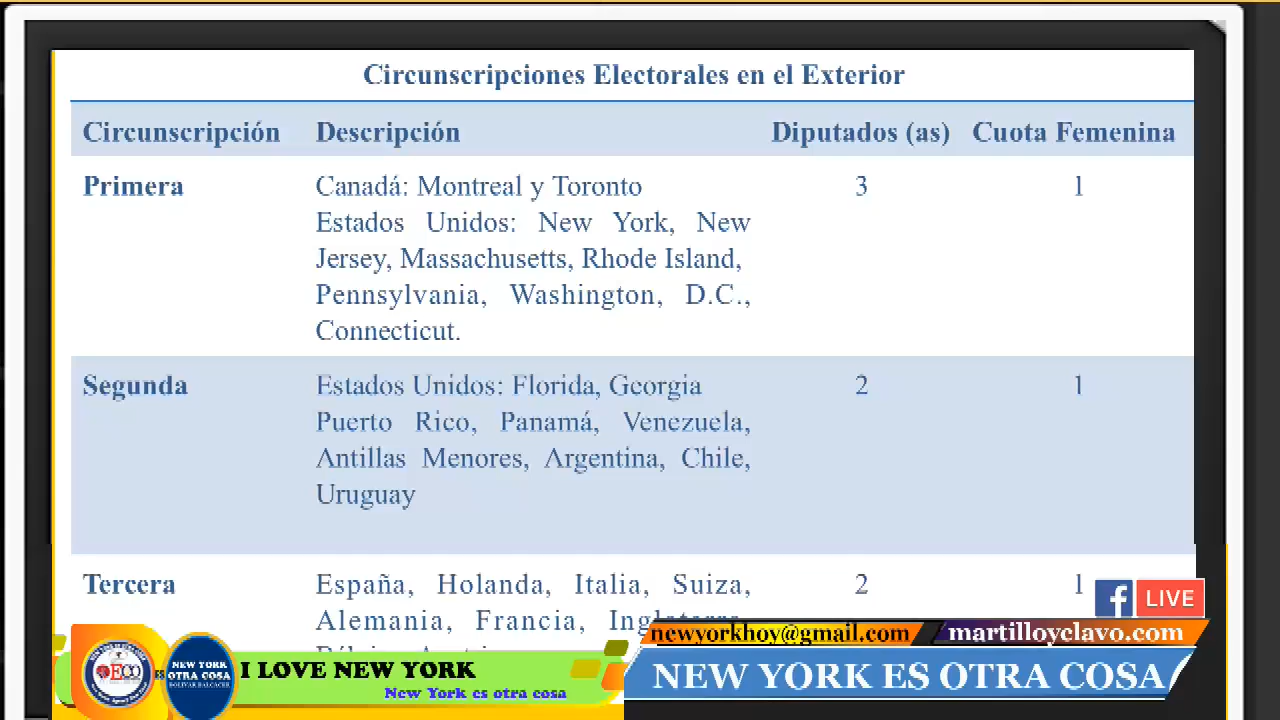 Circunscripciones Electorales en el Exterior
Circunscripción Descripción Diputados (as) Cuota Femenina
Primera Canadá: Montreal y Toronto 3 1
Estados Unidos: New York, New
Jersey, Massachusetts, Rhode Island,
Pennsylvania, Washington, D.C.,
Connecticut.
Segunda Estados Unidos: Florida, Georgia 2 1
Puerto Rico, Panamá, Venezuela,
Antillas Menores, Argentina, Chile,
Uruguay
Tercera España, Holanda, Italia, Suiza, 2 1
Alemania, Francia,
f LIVE
newyorkhoy@gmail.com martilloyclavo.com
ECO
NEW YORK
ES OTRA COSA
BOLIVAR BALCACER
I LOVE NEW YORK
New York es otra cosa
NEW YORK ES OTRA COSA